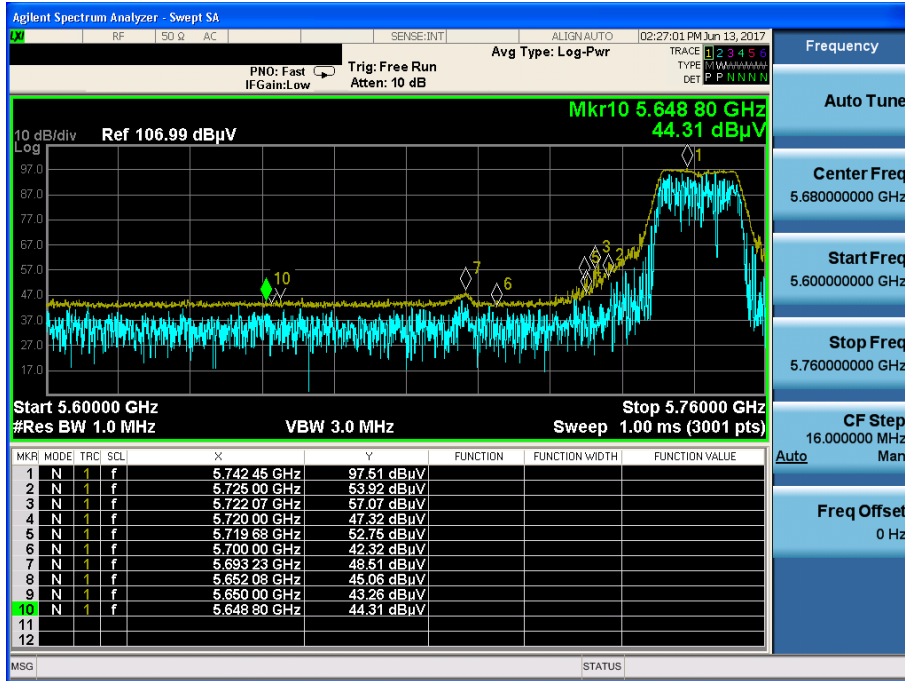 Agilent Spectrum Analyzer - Swept SA
LXI RF 50 Ω AC SENSE:INT ALIGN AUTO 02:27:01 PM Jun 13, 2017
Frequency
Avg Type: Log-Pwr
TRACE 1 2 3 4 5 6
PNO: Fast Trig: Free Run
TYPE M W W W W W
IFGain:Low Atten: 10 dB
DET P P N N N N
Auto Tune
Mkr10 5.648 80 GHz
44.31 dBµV
10 dB/div Ref 106.99 dBµV
Log
97.0
87.0
77.0
67.0
57.0
47.0
37.0
27.0
17.0
1
3
2
5
7
6
10
Center Freq
5.680000000 GHz
Start Freq
5.600000000 GHz
Stop Freq
5.760000000 GHz
Start 5.60000 GHz Stop 5.76000 GHz
#Res BW 1.0 MHz VBW 3.0 MHz Sweep 1.00 ms (3001 pts)
CF Step
16.000000 MHz
Auto Man
Freq Offset
0 Hz
MKR MODE TRC SCL X Y FUNCTION FUNCTION WIDTH FUNCTION VALUE
1 N 1 f 5.742 45 GHz 97.51 dBµV
2 N 1 f 5.725 00 GHz 53.92 dBµV
3 N 1 f 5.722 07 GHz 57.07 dBµV
4 N 1 f 5.720 00 GHz 47.32 dBµV
5 N 1 f 5.719 68 GHz 52.75 dBµV
6 N 1 f 5.700 00 GHz 42.32 dBµV
7 N 1 f 5.693 23 GHz 48.51 dBµV
8 N 1 f 5.652 08 GHz 45.06 dBµV
9 N 1 f 5.650 00 GHz 43.26 dBµV
10 N 1 f 5.648 80 GHz 44.31 dBµV
11
12
MSG STATUS